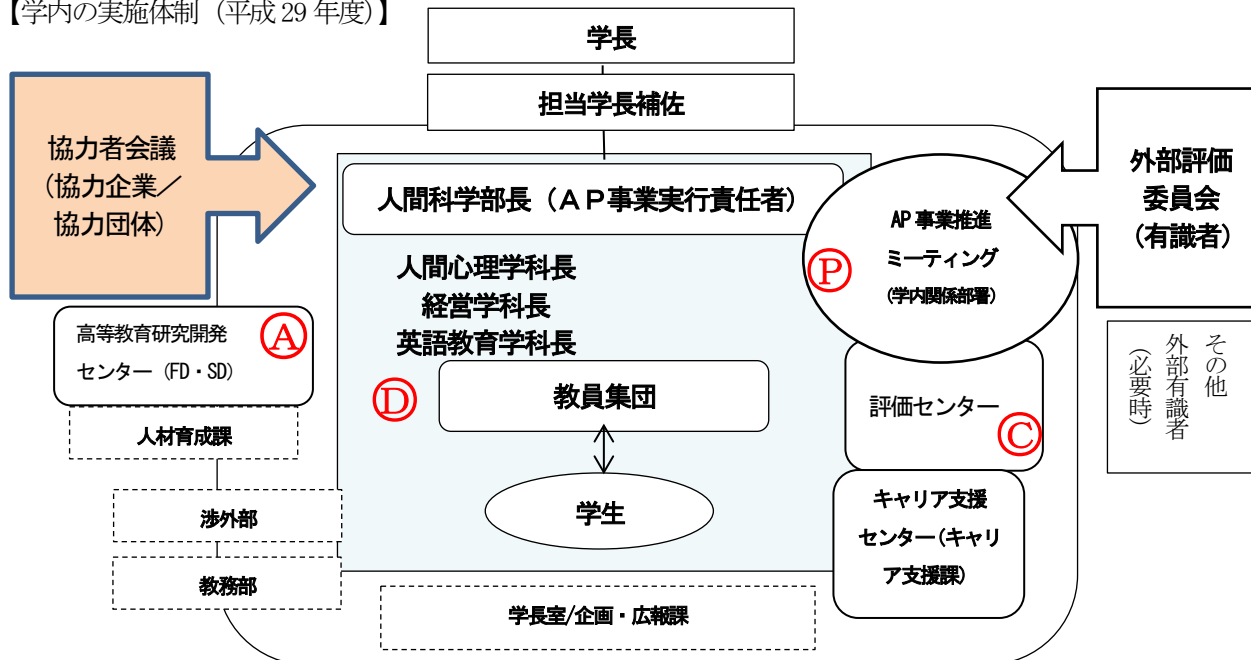 【学内の実施体制（平成 29 年度）】
学長
担当学長補佐
協力者会議
（協力企業／
協力団体）
外部評価
委員会
（有識者）
人間科学部長（ＡＰ事業実行責任者）
AP 事業推進
ミーティング
（学内関係部署）
Ⓟ
人間心理学科長
経営学科長
英語教育学科長
高等教育研究開発
センター（FD・SD）
Ⓐ
Ⓓ
教員集団
評価センター
Ⓒ
その他
外部有識者
（必要時）
人材育成課
学生
キャリア支援
センター（キャリ
ア支援課）
渉外部
教務部
学長室/企画・広報課